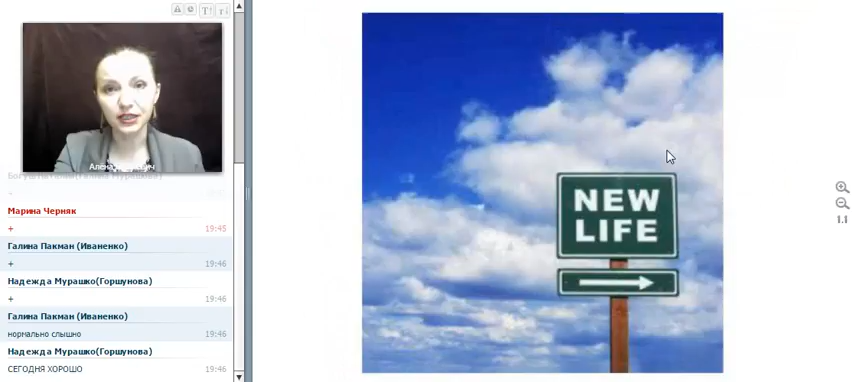 Марина Черняк
+
19:45
Галина Пакман (Иваненко)
+
19:46
Надежда Мурашко(Горшунова)
+
19:46
Галина Пакман (Иваненко)
нормально слышно
19:46
Надежда Мурашко(Горшунова)
СЕГОДНЯ ХОРОШО
19:46
NEW
LIFE
1:1